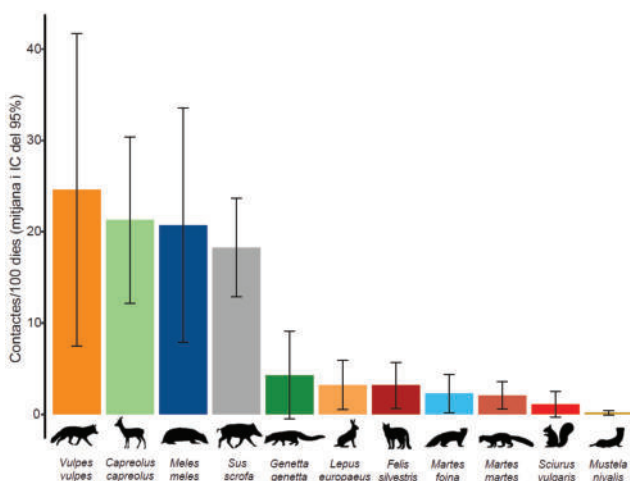 Contactes/100 dies (mitjana i IC del 95%)
40
30
20
10
0
Vulpes vulpes
Capreolus capreolus
Meles meles
Sus scrofa
Genetta genetta
Lepus europaeus
Felis silvestris
Martes foina
Martes martes
Sciurus vulgaris
Mustela nivalis